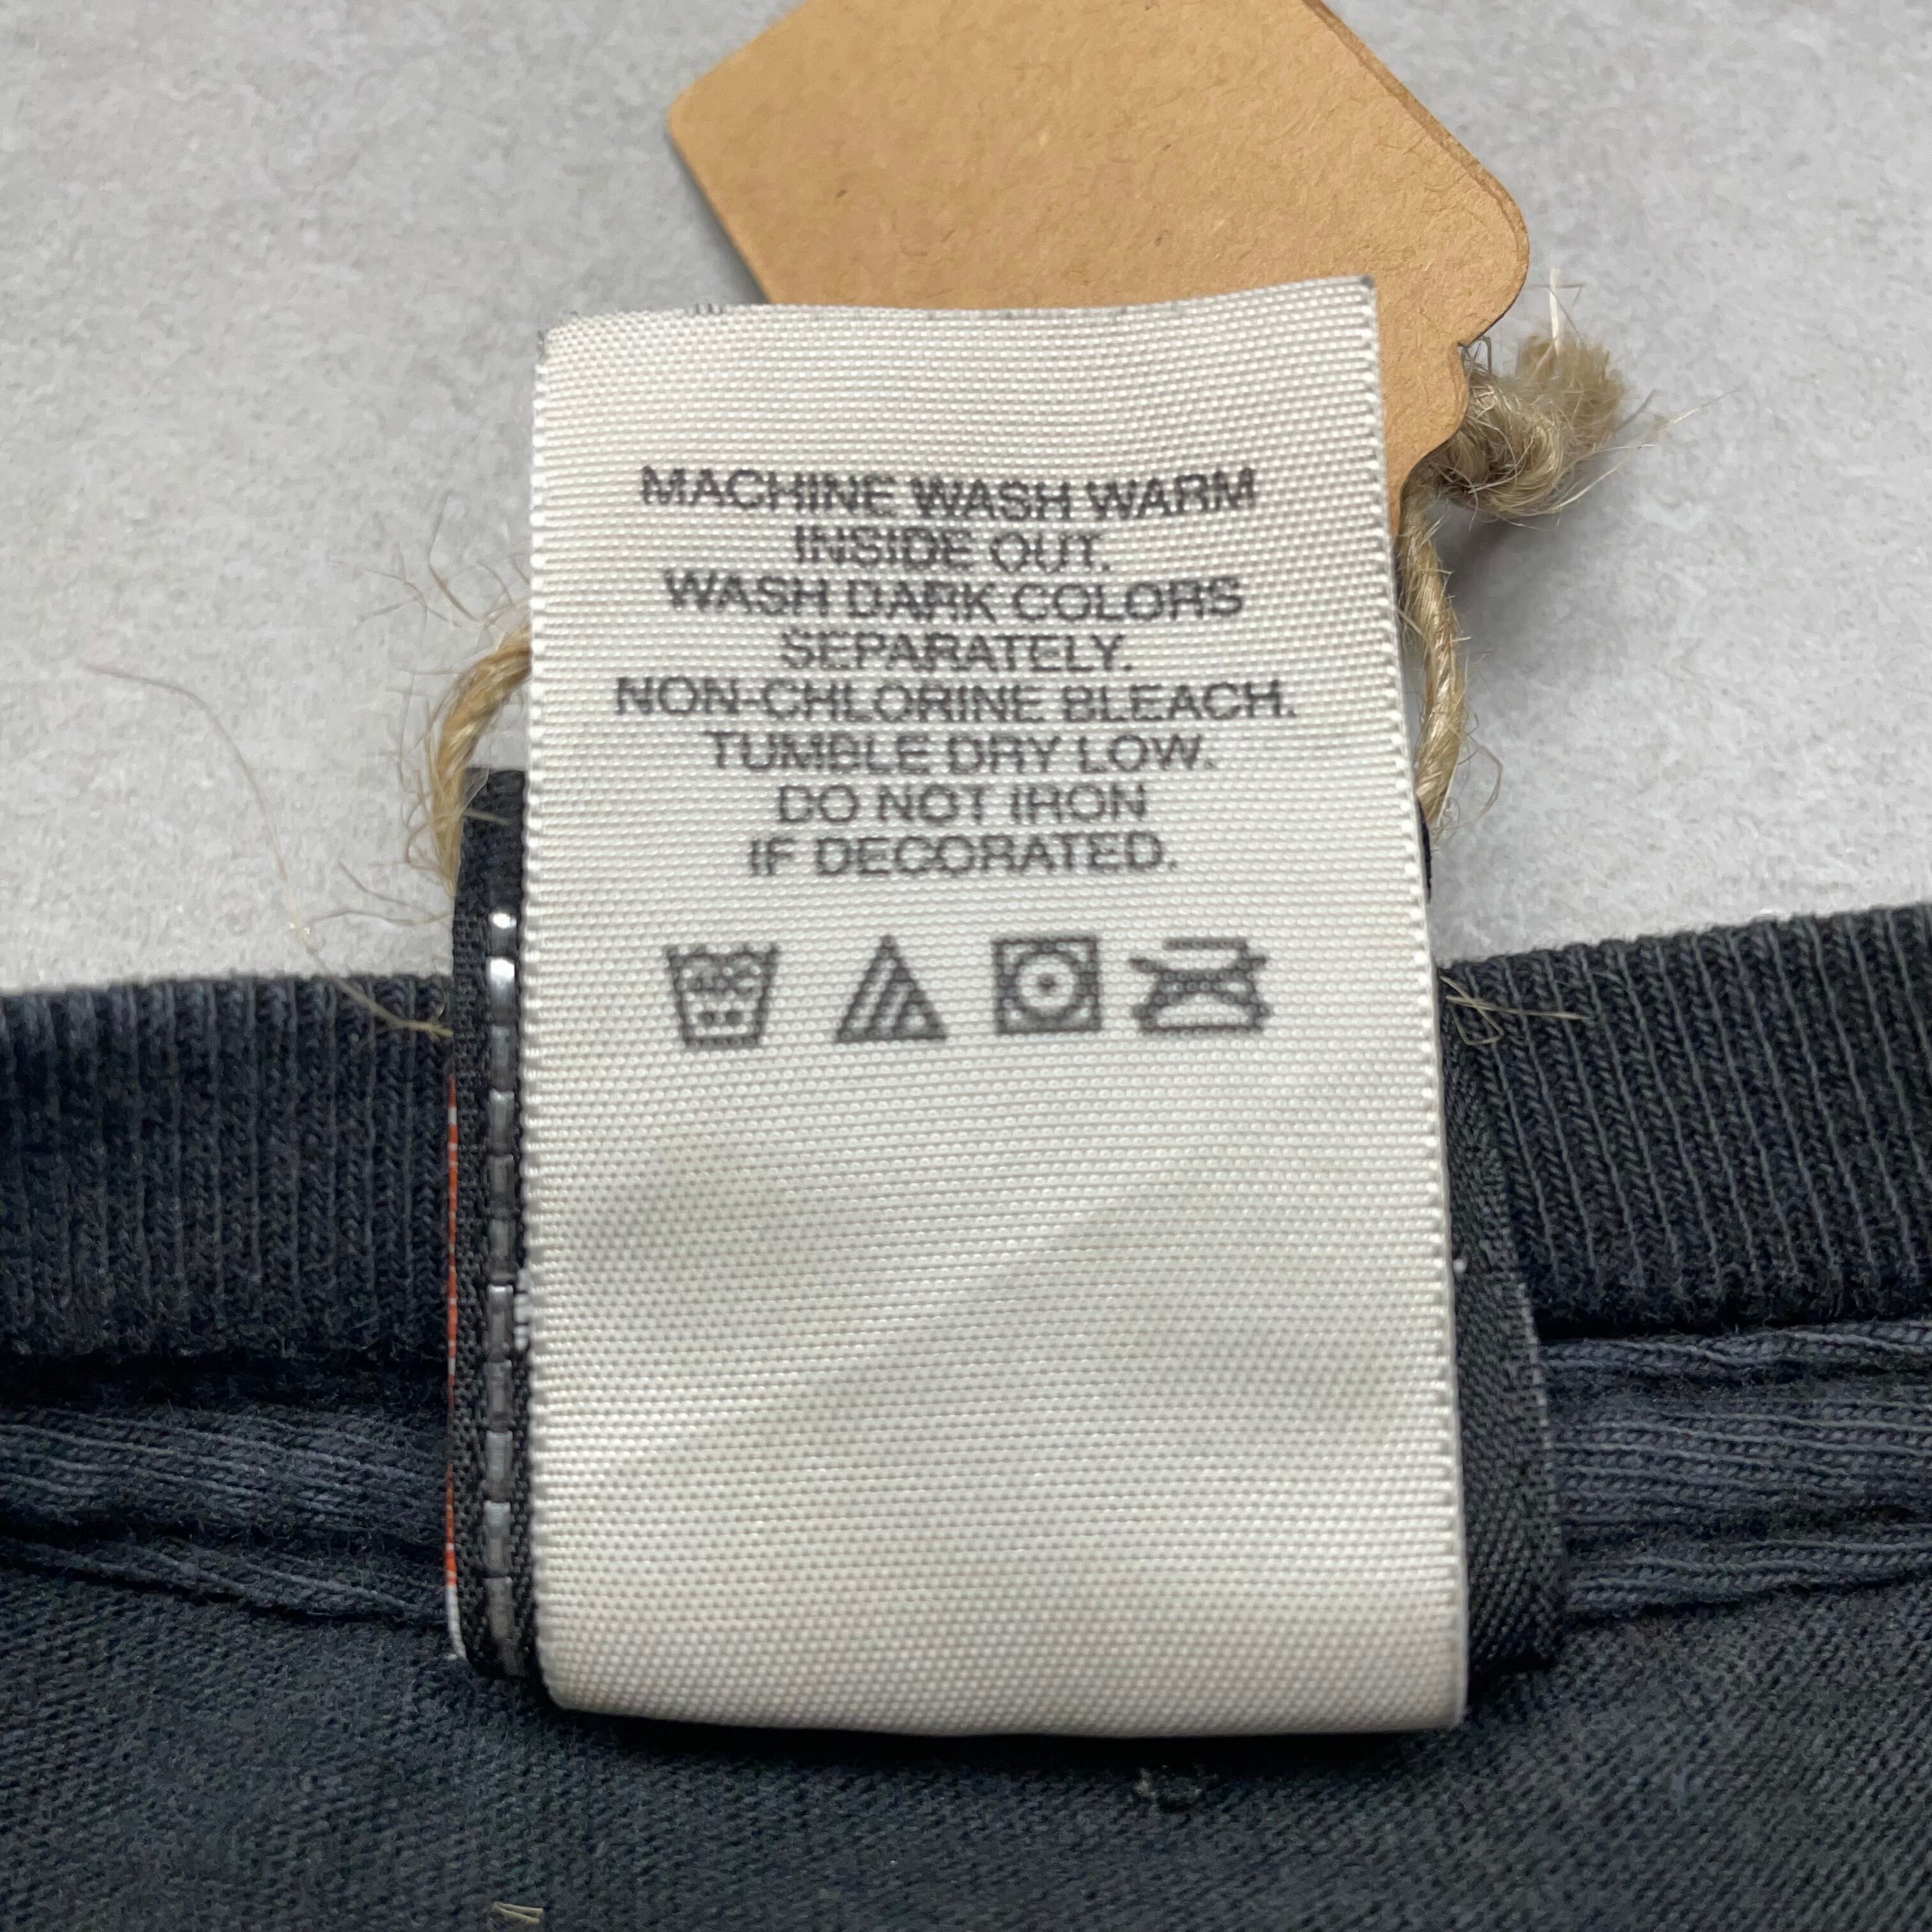 MACHINE WASH WARM
INSIDE OUT.
WASH DARK COLORS
SEPARATELY.
NON-CHLORINE BLEACH.
TUMBLE DRY LOW.
DO NOT IRON
IF DECORATED.